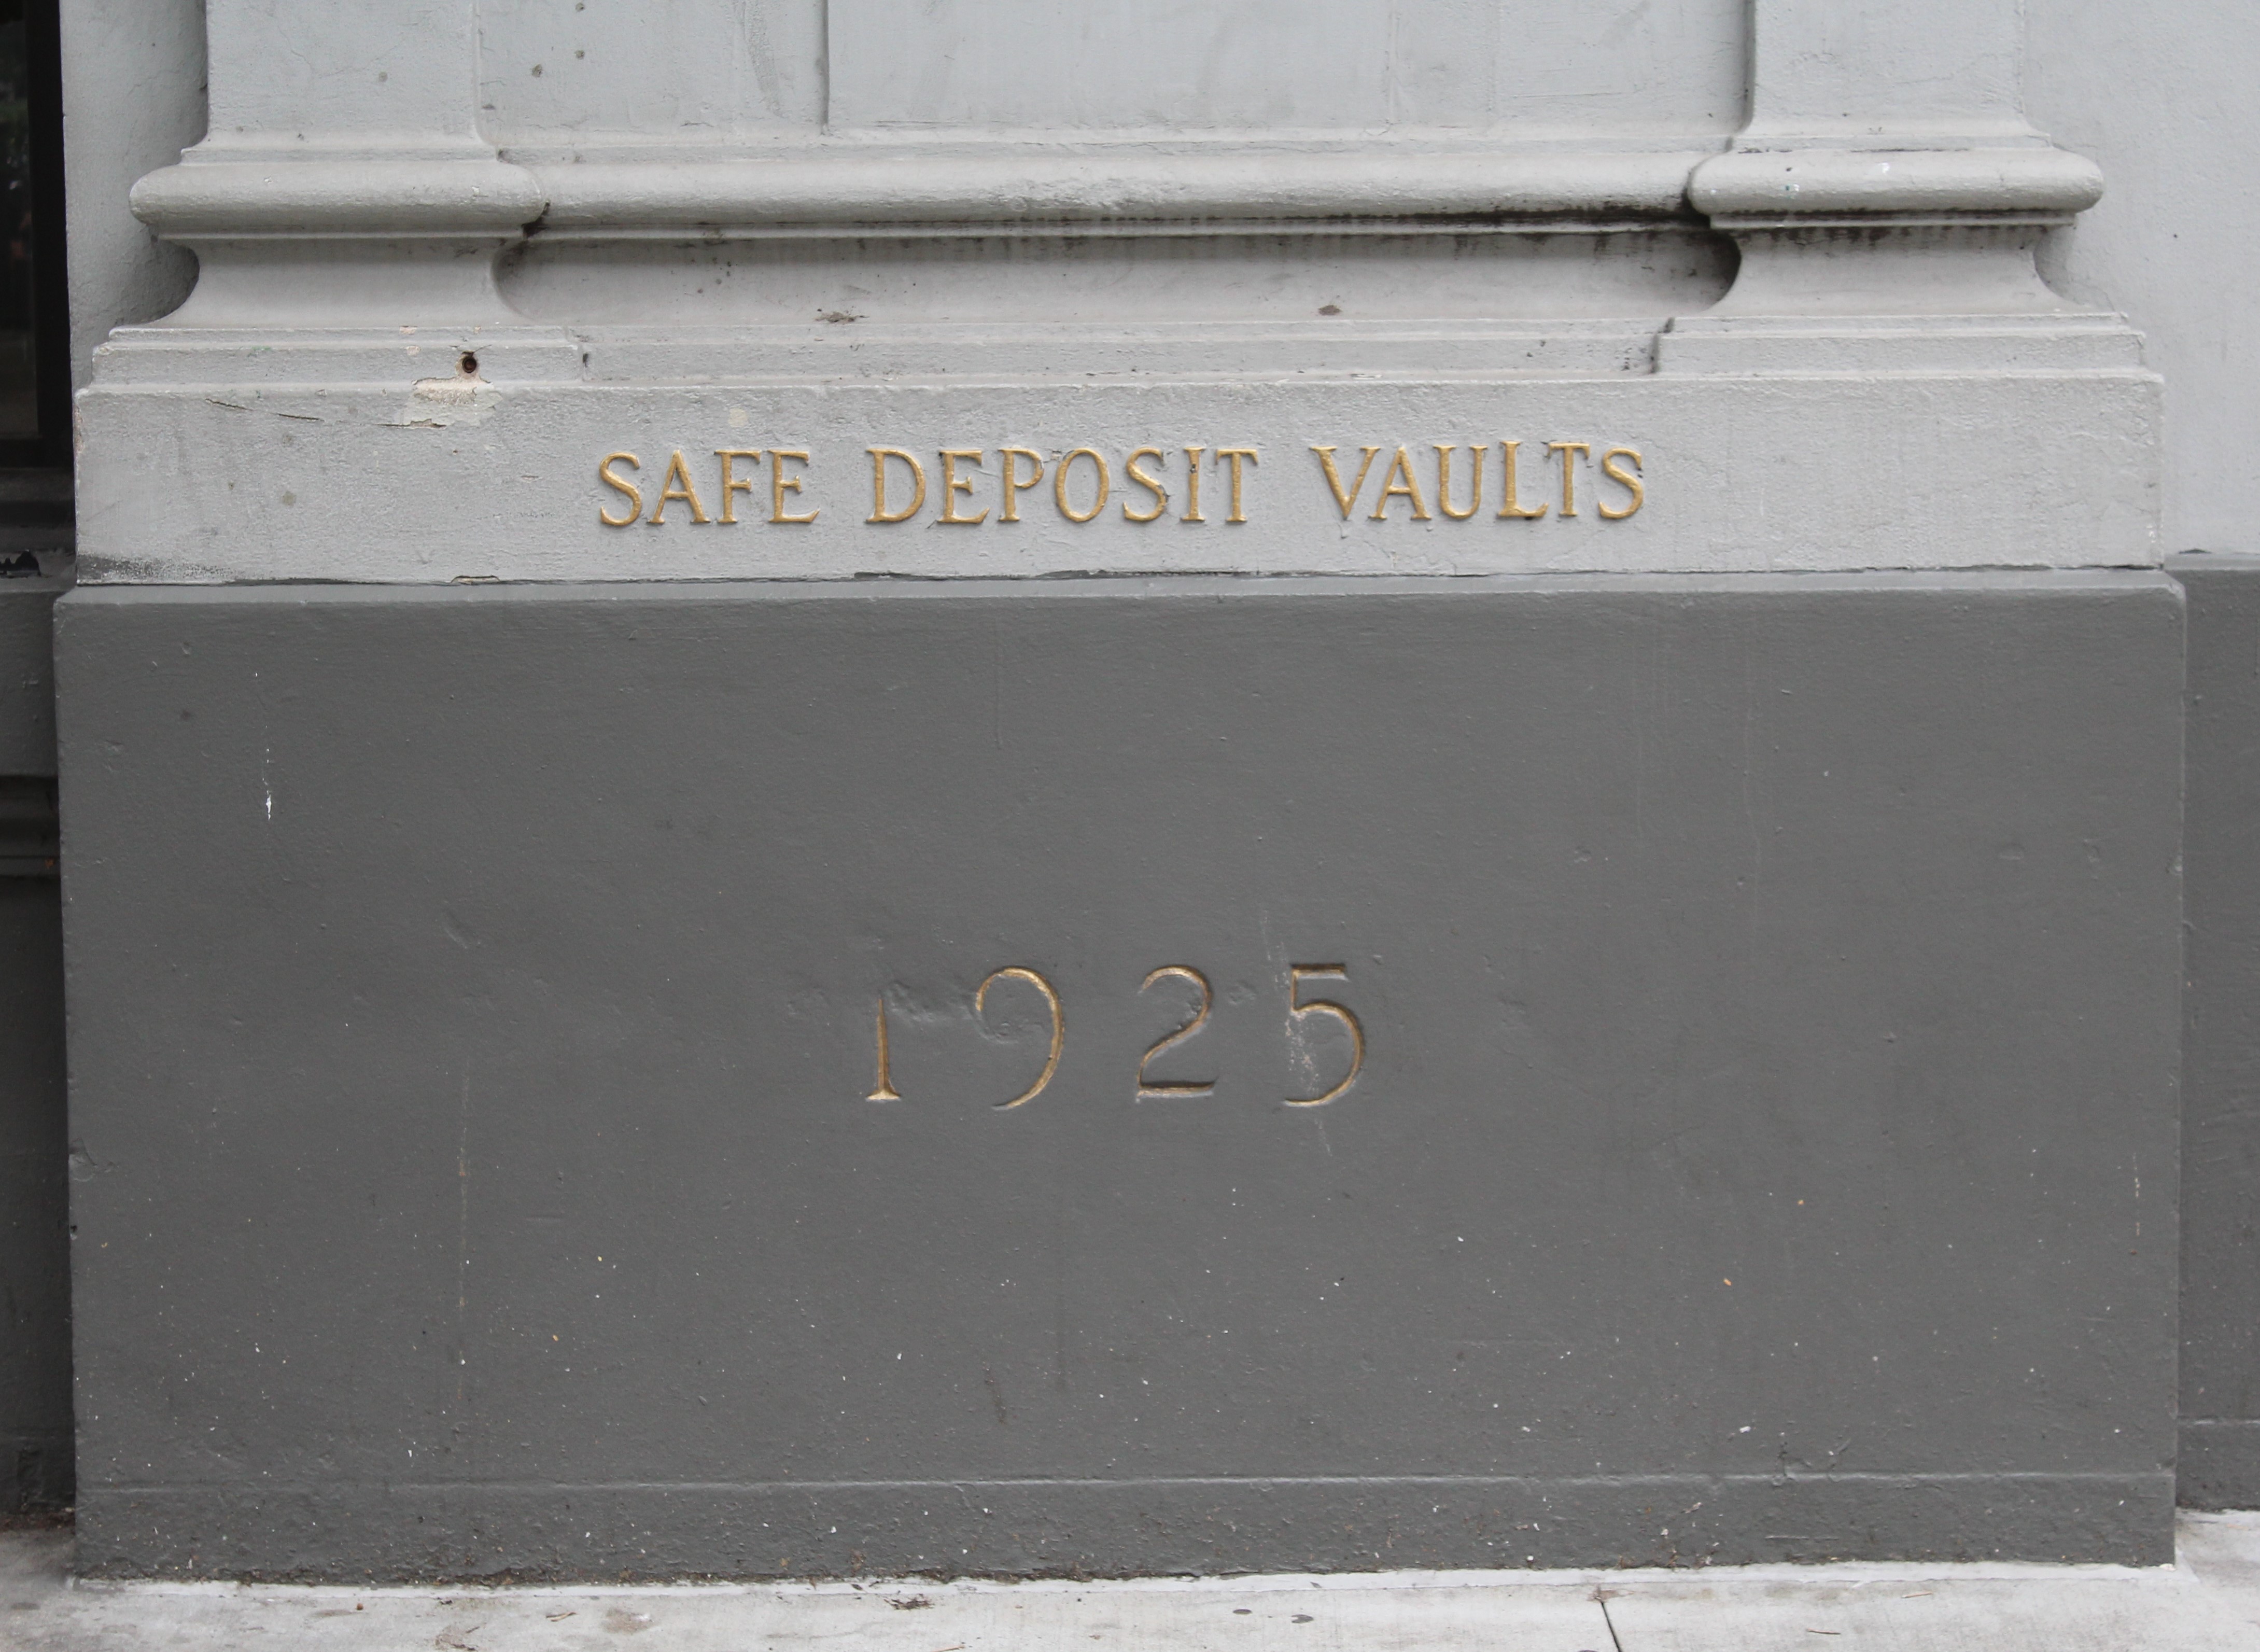 SAFE DEPOSIT VAULTS
1925